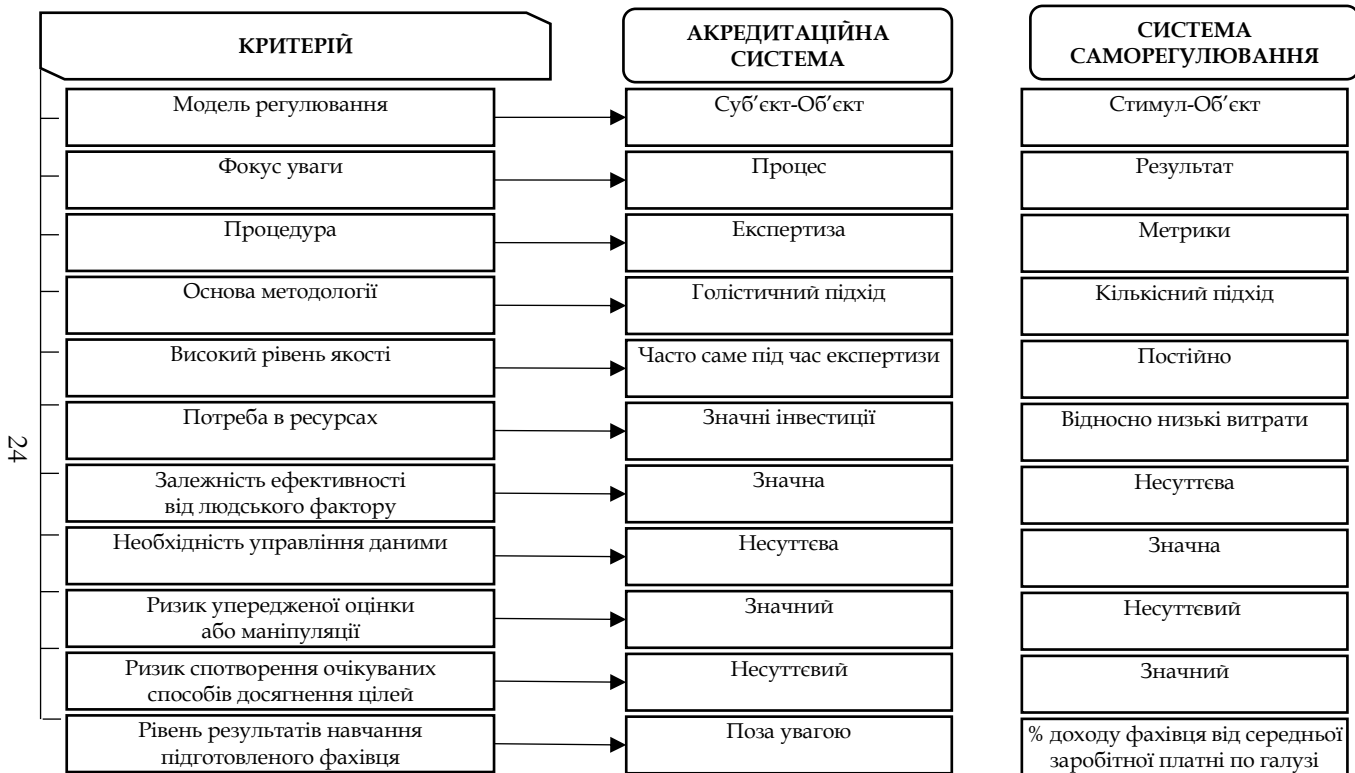 КРИТЕРІЙ
АКРЕДИТАЦІЙНА
СИСТЕМА
СИСТЕМА
САМОРЕГУЛЮВАННЯ
Модель регулювання
Суб’єкт-Об’єкт
Стимул-Об’єкт
Фокус уваги
Процес
Результат
Процедура
Експертиза
Метрики
Основа методології
Голістичний підхід
Кількісний підхід
Високий рівень якості
Часто саме під час експертизи
Постійно
Потреба в ресурсах
Значні інвестиції
Відносно низькі витрати
Залежність ефективності
від людського фактору
Значна
Несуттєва
Необхідність управління даними
Несуттєва
Значна
Ризик упередженої оцінки
або маніпуляції
Значний
Несуттєвий
Ризик спотворення очікуваних
способів досягнення цілей
Несуттєвий
Значний
Рівень результатів навчання
підготовленого фахівця
Поза увагою
% доходу фахівця від середньої
заробітної платні по галузі
24